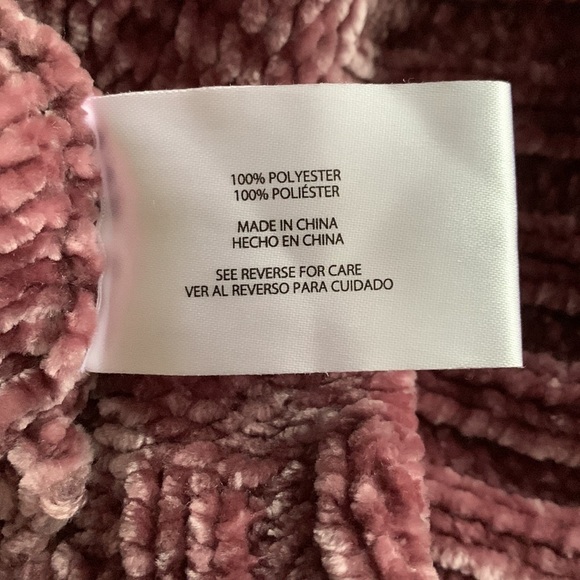 100% POLYESTER
100% POLIÉSTER
MADE IN CHINA
HECHO EN CHINA
SEE REVERSE FOR CARE
VER AL REVERSO PARA CUIDADO